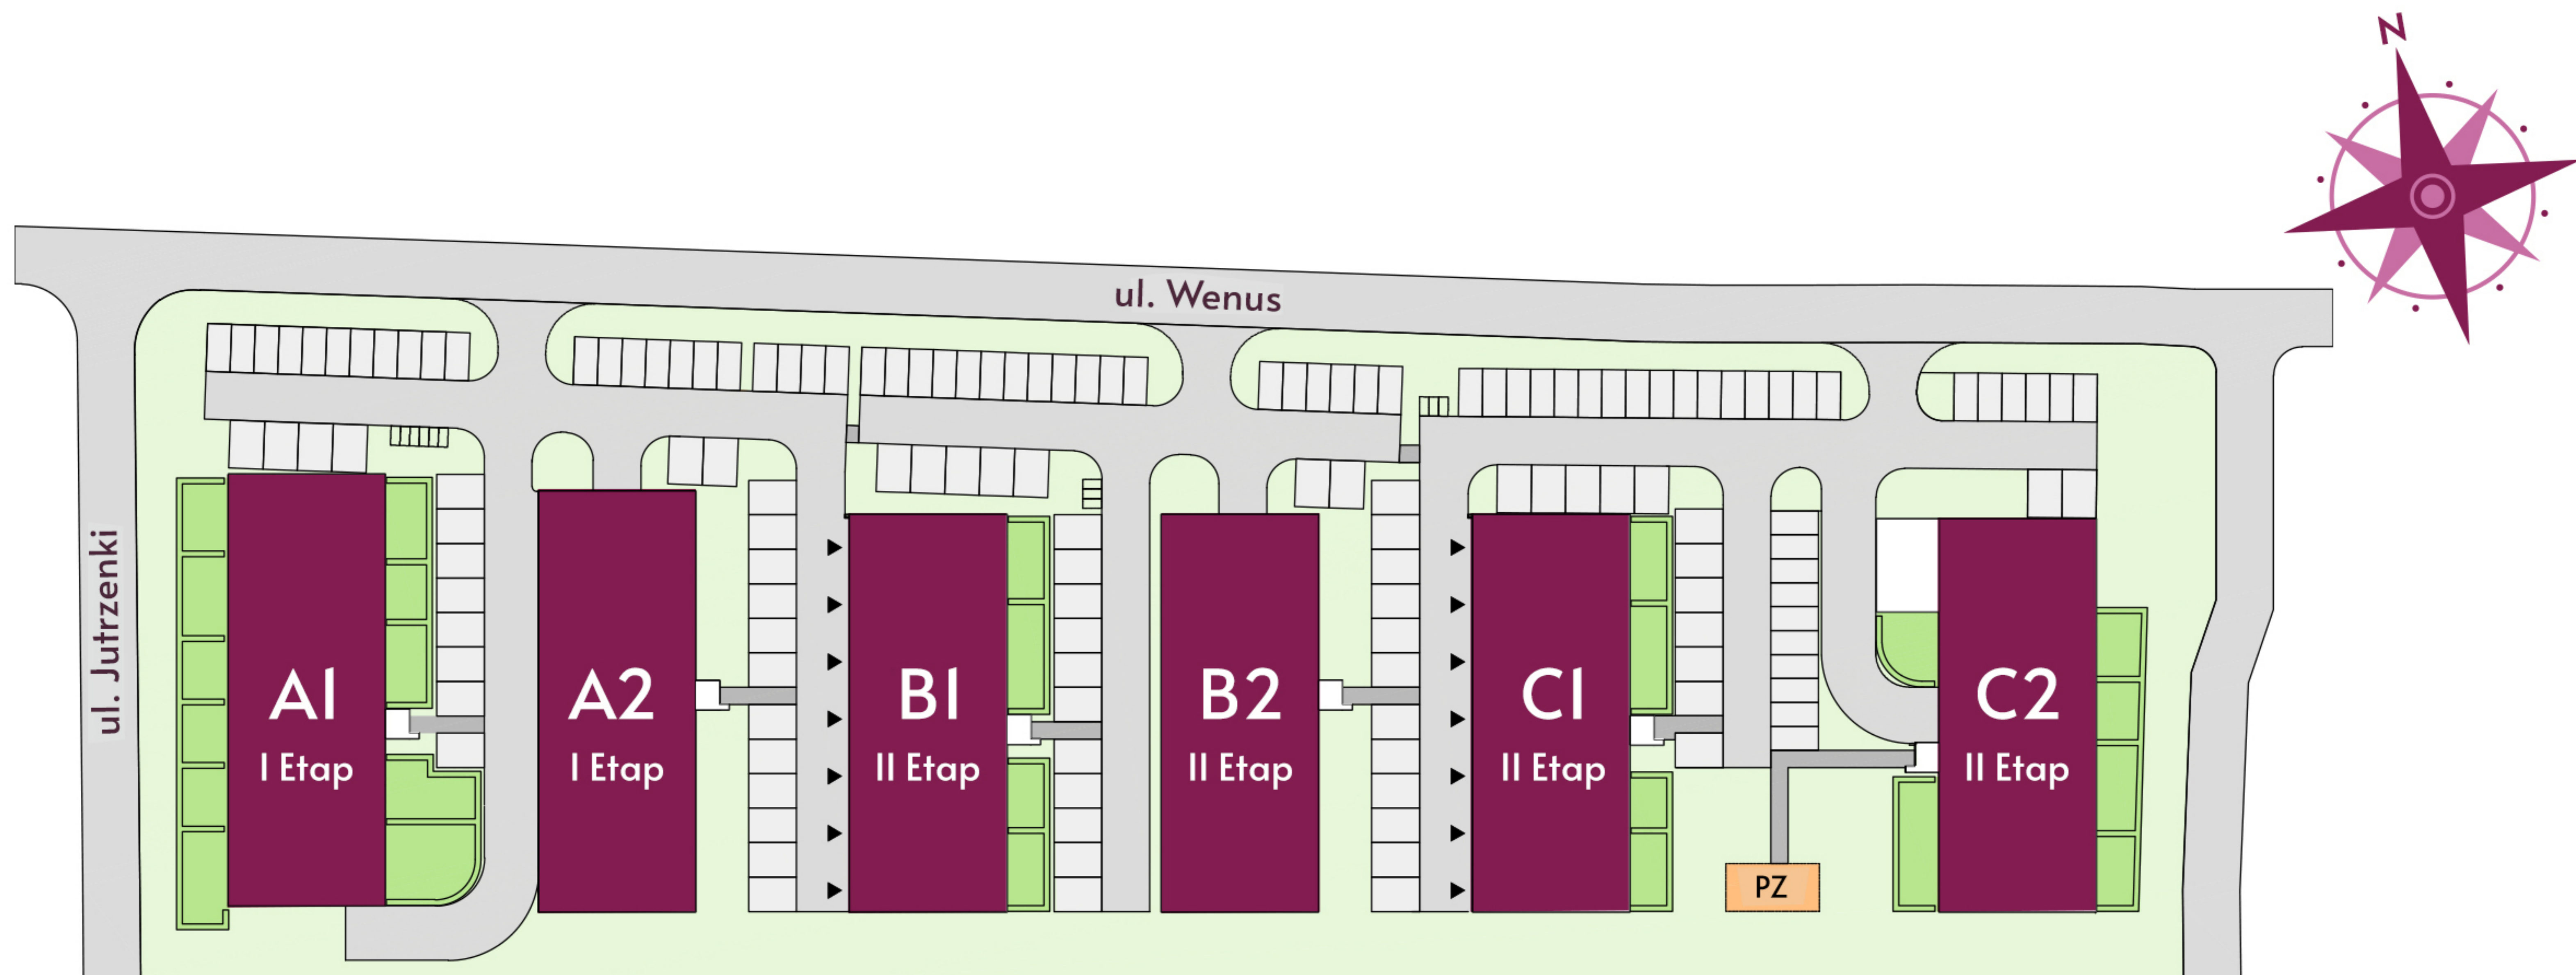 N
ul. Wenus
ul. Jutrzenki
A1
I Etap
A2
I Etap
B1
II Etap
B2
II Etap
C1
II Etap
C2
II Etap
PZ